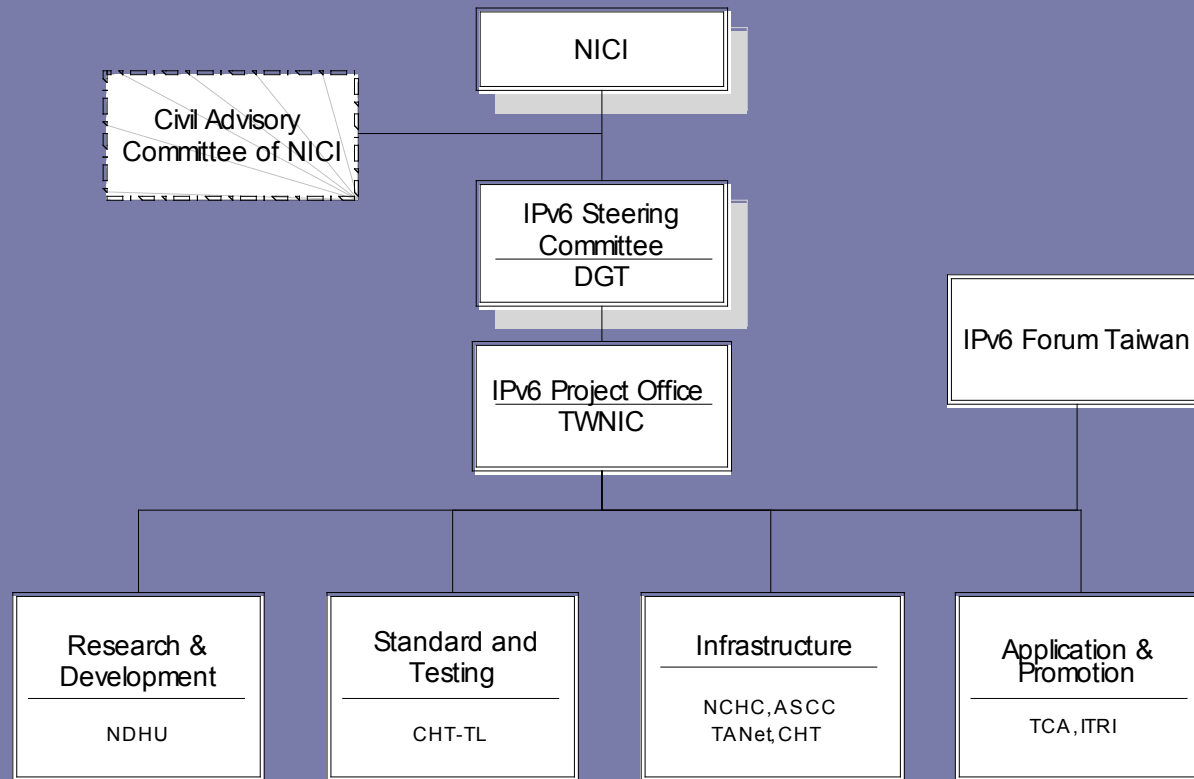 NICI
Civil Advisory
Committee of NICI
IPv6 Steering
Committee
DGT
IPv6 Forum Taiwan
IPv6 Project Office
TWNIC
Research &
Development
NDHU
Standard and
Testing
CHT-TL
Infrastructure
NCHC,ASCC
TANet,CHT
Application &
Promotion
TCA,ITRI